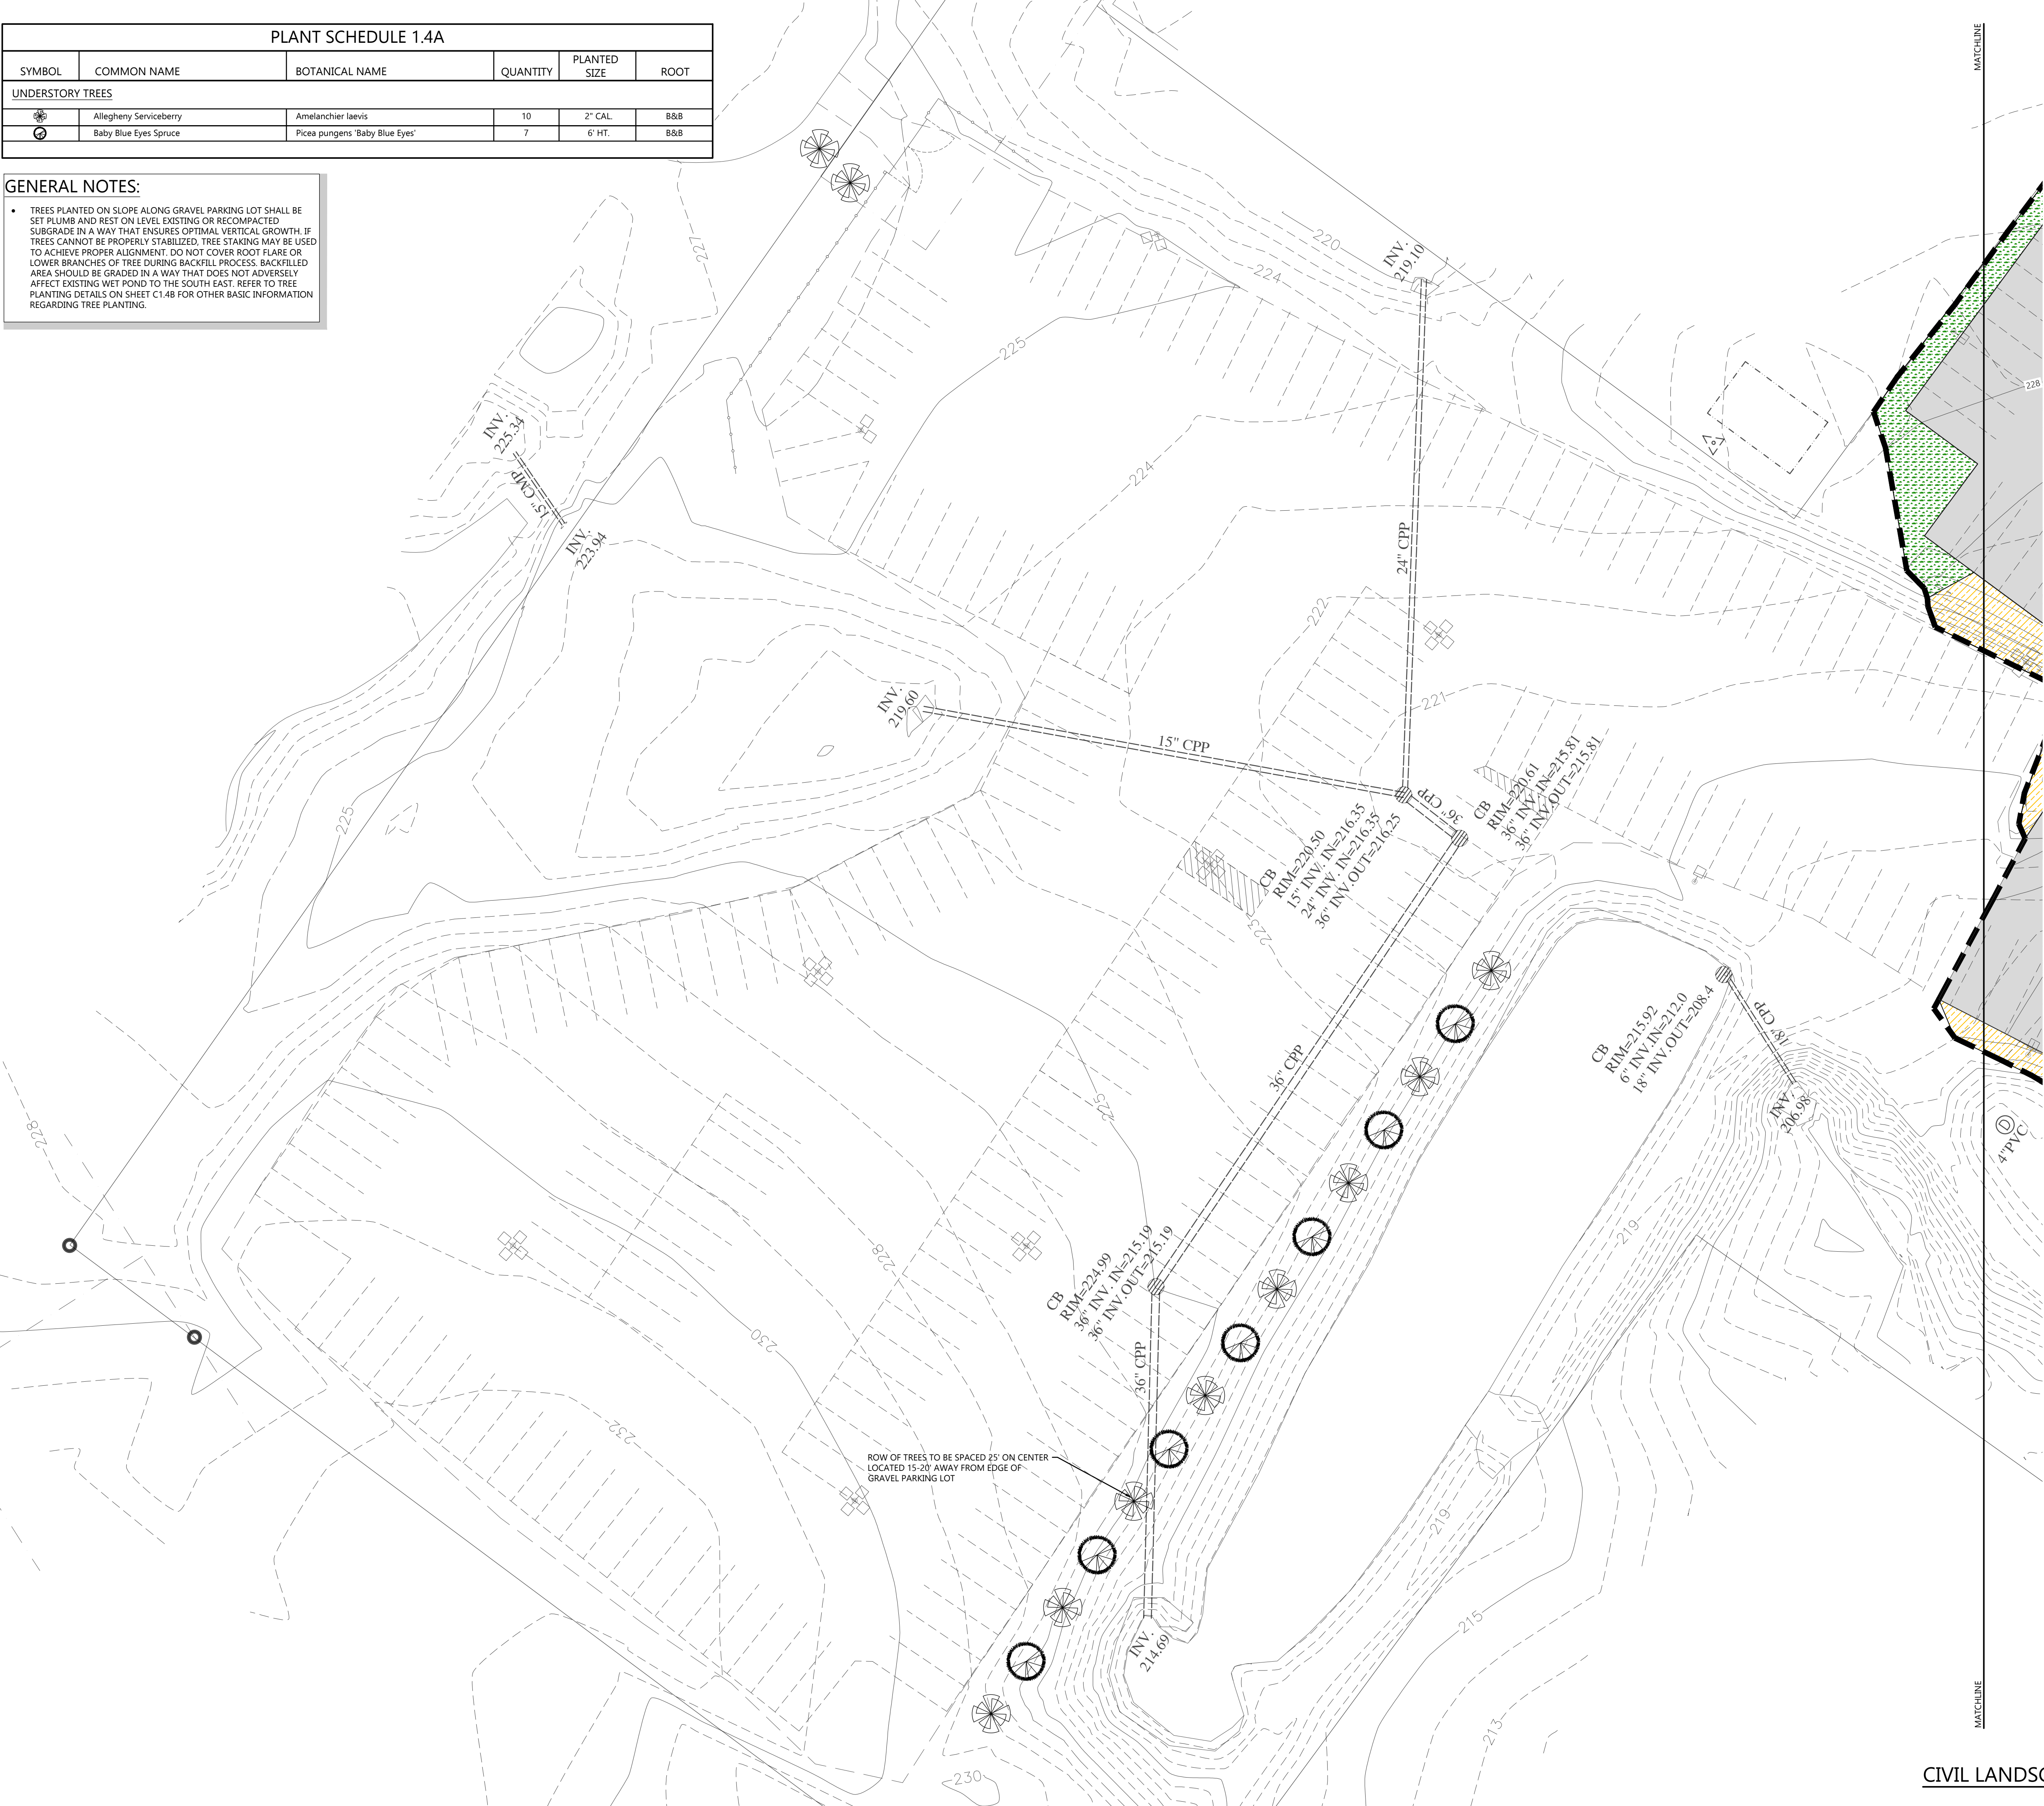 PLANT SCHEDULE 1.4A
SYMBOL COMMON NAME BOTANICAL NAME QUANTITY PLANTED SIZE ROOT
UNDERSTORY TREES
Allegheny Serviceberry Amelanchier laevis 10 2" CAL. B&B
Baby Blue Eyes Spruce Picea pungens 'Baby Blue Eyes' 7 6' HT. B&B
GENERAL NOTES:
• TREES PLANTED ON SLOPE ALONG GRAVEL PARKING LOT SHALL BE
SET PLUMB AND REST ON LEVEL EXISTING OR RECOMPACTED
SUBGRADE IN A WAY THAT ENSURES OPTIMAL VERTICAL GROWTH. IF
TREES CANNOT BE PROPERLY STABILIZED, TREE STAKING MAY BE USED
TO ACHIEVE PROPER ALIGNMENT. DO NOT COVER ROOT FLARE OR
LOWER BRANCHES OF TREE DURING BACKFILL PROCESS. BACKFILLED
AREA SHOULD BE GRADED IN A WAY THAT DOES NOT ADVERSELY
AFFECT EXISTING WET POND TO THE SOUTH EAST. REFER TO TREE
PLANTING DETAILS ON SHEET C1.4B FOR OTHER BASIC INFORMATION
REGARDING TREE PLANTING.
MATCHLINE
227
220
INV.
219.10
224
225
228
INV.
225.34
15" CMP
INV.
223.94
224
24" CPP
222
INV.
219.60
221
15" CPP
36" CPP
CB
RIM=220.61
36" INV. IN=215.81
36" INV.OUT=215.81
225
CB
RIM=220.50
15" INV. IN=216.35
24" INV. IN=216.35
36" INV.OUT=216.25
223
CB
RIM=215.92
6" INV.IN=212.0
18" INV.OUT=208.4
18" CPP
INV.
206.98
D
4"PVC
36" CPP
225
228
219
228
CB
RIM=224.99
36" INV. IN=215.19
36" INV.OUT=215.19
230
36" CPP
232
ROW OF TREES TO BE SPACED 25' ON CENTER
LOCATED 15-20' AWAY FROM EDGE OF
GRAVEL PARKING LOT
219
215
INV.
214.69
213
230
MATCHLINE
CIVIL LANDSC